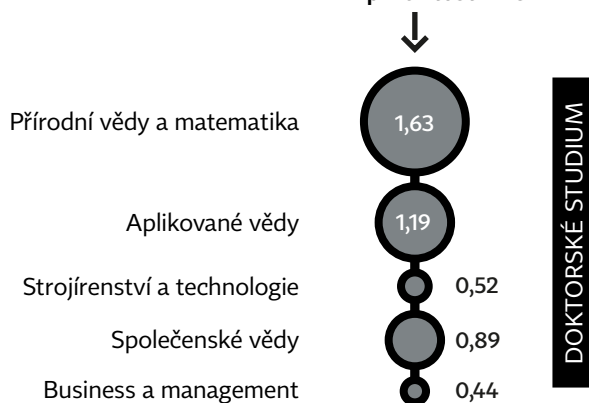 Přírodní vědy a matematika
1,63
Aplikované vědy
1,19
Strojírenství a technologie
0,52
Společenské vědy
0,89
Business a management
0,44
DOKTORSKÉ STUDIUM